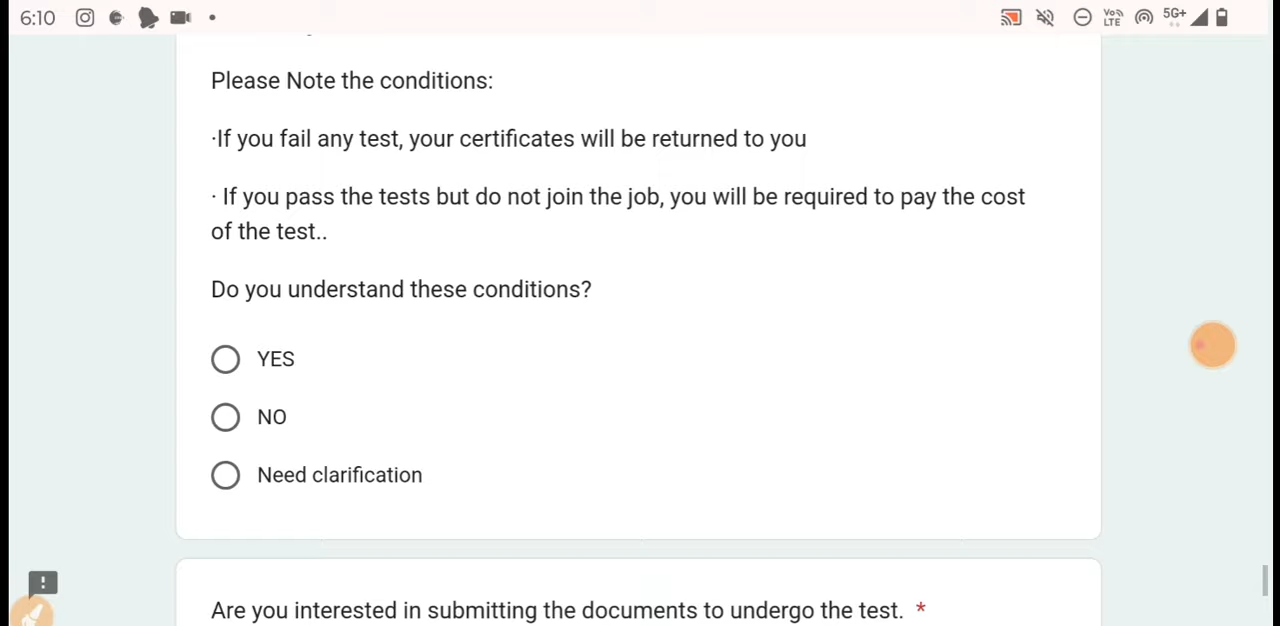 6:10
Vo
LTE
5G+
Please Note the conditions:
·If you fail any test, your certificates will be returned to you
· If you pass the tests but do not join the job, you will be required to pay the cost
of the test..
Do you understand these conditions?
YES
NO
Need clarification
Are you interested in submitting the documents to undergo the test. *